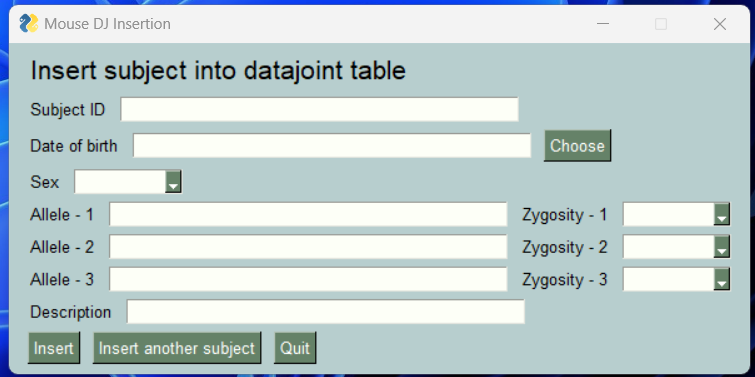 Mouse DJ Insertion
Insert subject into datajoint table
Subject ID
Date of birth Choose
Sex
Allele - 1 Zygosity - 1
Allele - 2 Zygosity - 2
Allele - 3 Zygosity - 3
Description
Insert Insert another subject Quit